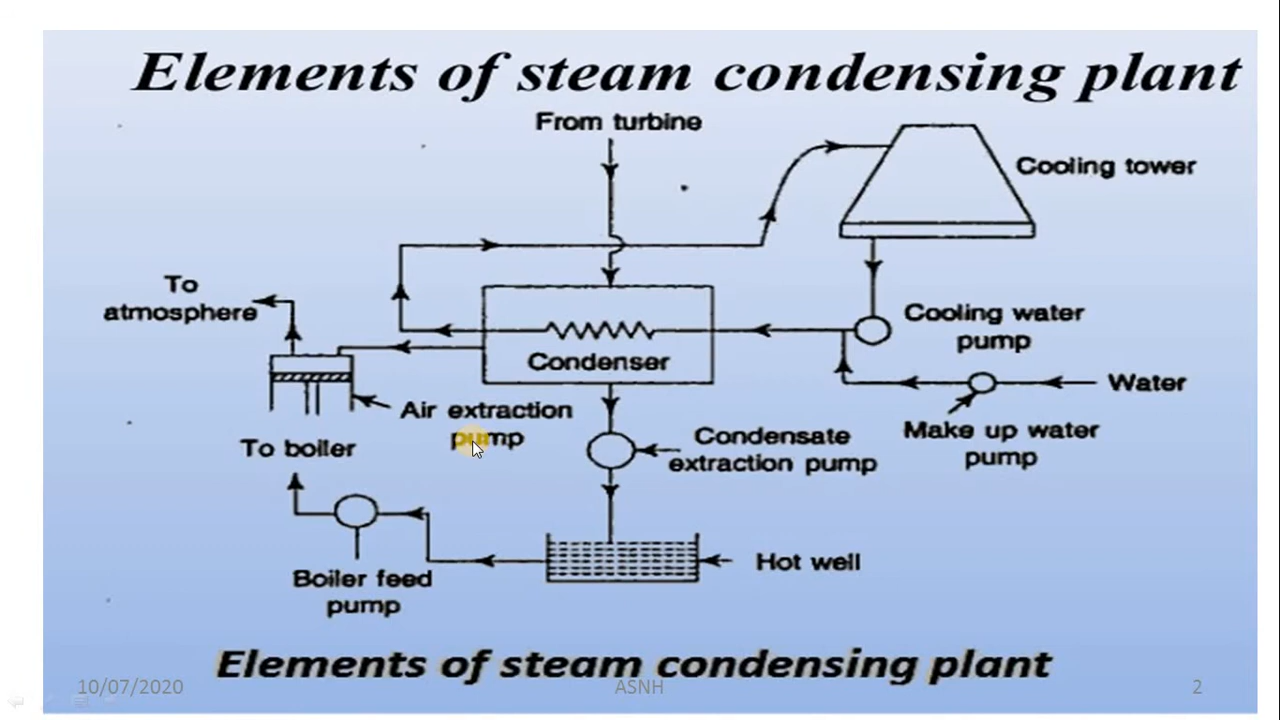 Elements of steam condensing plant
From turbine
Cooling tower
To
atmosphere
Cooling water
pump
Condenser
Water
Air extraction
pump
Make up water
pump
Condensate
extraction pump
To boiler
Hot well
Boiler feed
pump
Elements of steam condensing plant
10/07/2020
ASNH
2